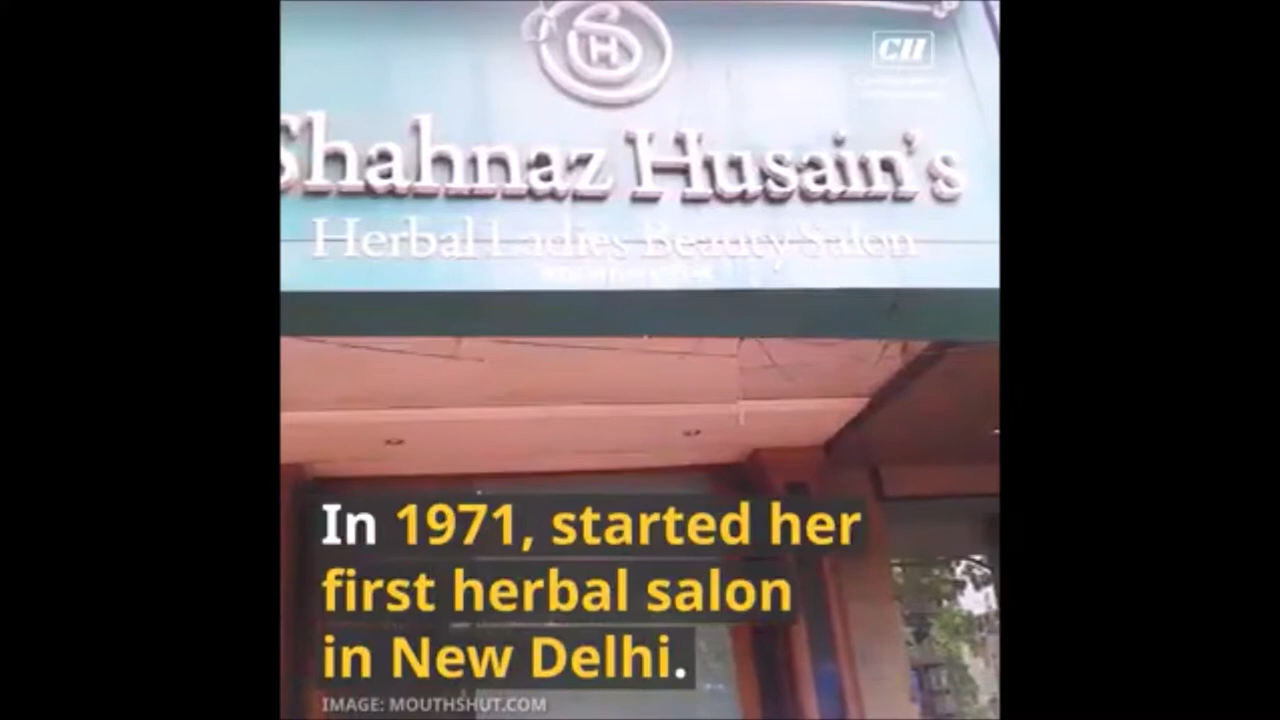 SH
CII
Shahnaz Husain's
Herbal Ladies Beauty Salon
In 1971, started her
first herbal salon
in New Delhi.
IMAGE: MOUTHSHUT.COM